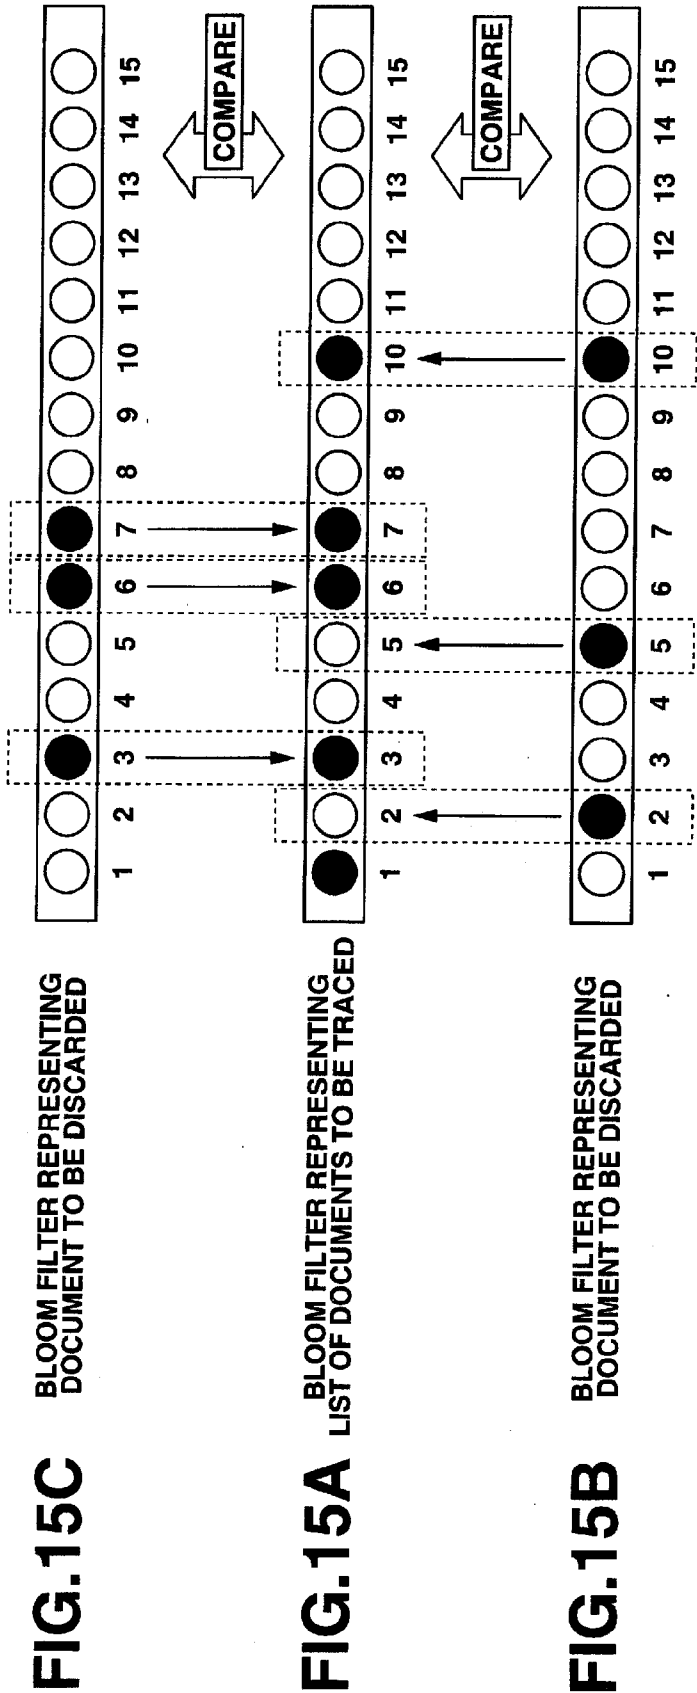 FIG.15C
BLOOM FILTER REPRESENTING
DOCUMENT TO BE DISCARDED
1 2 3 4 5 6 7 8 9 10 11 12 13 14 15
COMPARE
FIG.15A
BLOOM FILTER REPRESENTING
LIST OF DOCUMENTS TO BE TRACED
1 2 3 4 5 6 7 8 9 10 11 12 13 14 15
COMPARE
FIG.15B
BLOOM FILTER REPRESENTING
DOCUMENT TO BE DISCARDED
1 2 3 4 5 6 7 8 9 10 11 12 13 14 15